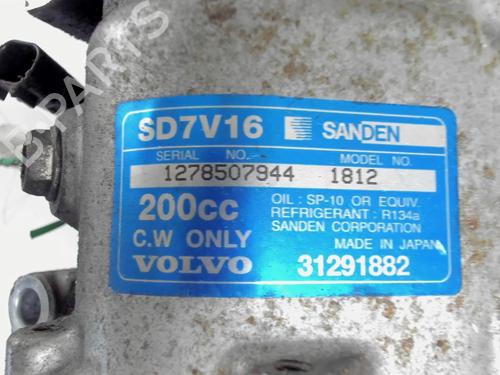 SD7V16 SANDEN
SERIAL NO. MODEL NO.
1278507944 1812
200cc OIL : SP-10 OR EQUIV.
REFRIGERANT : R134a
SANDEN CORPORATION
C.W ONLY MADE IN JAPAN
VOLVO 31291882